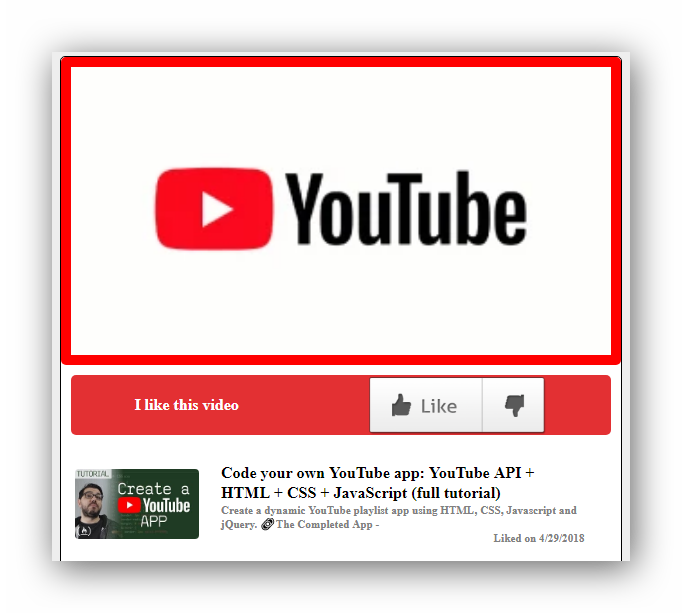 YouTube
I like this video
Like
TUTORIAL
Create a
YouTube
APP
Code your own YouTube app: YouTube API +
HTML + CSS + JavaScript (full tutorial)
Create a dynamic YouTube playlist app using HTML, CSS, Javascript and
jQuery. 🔗The Completed App -
Liked on 4/29/2018